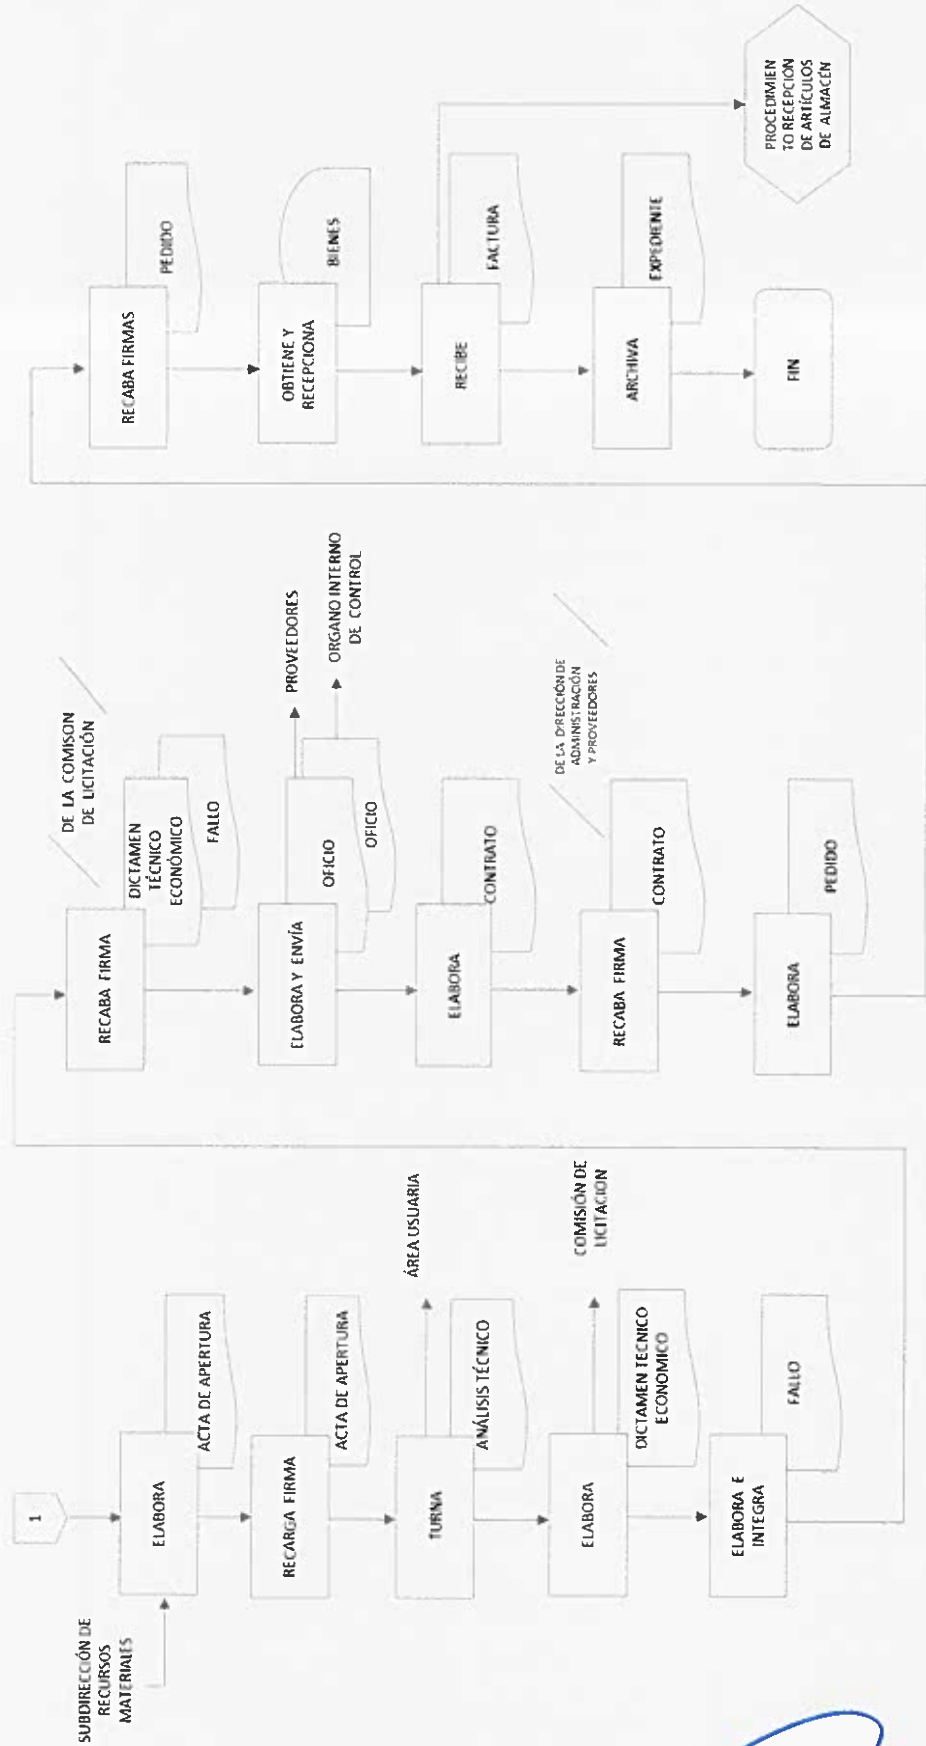 1
SUBDIRECCIÓN DE
RECURSOS
MATERIALES
ELABORA
ACTA DE APERTURA
RECARGA FIRMA
ACTA DE APERTURA
TURNA
ANÁLISIS TÉCNICO
ÁREA USUARIA
ELABORA
DICTAMEN TECNICO
ECONOMICO
COMISIÓN DE
LICITACION
ELABORA E
INTEGRA
FALLO
RECABA FIRMA
DICTAMEN
TÉCNICO
ECONÓMICO
FALLO
DE LA COMISON
DE LICITACIÓN
ELABORA Y ENVÍA
OFICIO
OFICIO
PROVEEDORES
ORGANO INTERNO
DE CONTROL
ELABORA
CONTRATO
RECABA FIRMA
CONTRATO
DE LA DIRECCIÓN DE
ADMINISTRACIÓN
Y PROVEEDORES
ELABORA
PEDIDO
RECABA FIRMAS
PEDIDO
OBTIENE Y
RECEPCIONA
BIENES
RECIBE
FACTURA
ARCHIVA
EXPEDIENTE
FIN
PROCEDIMIEN
TO RECEPCIÓN
DE ARTÍCULOS
DE ALMACÉN